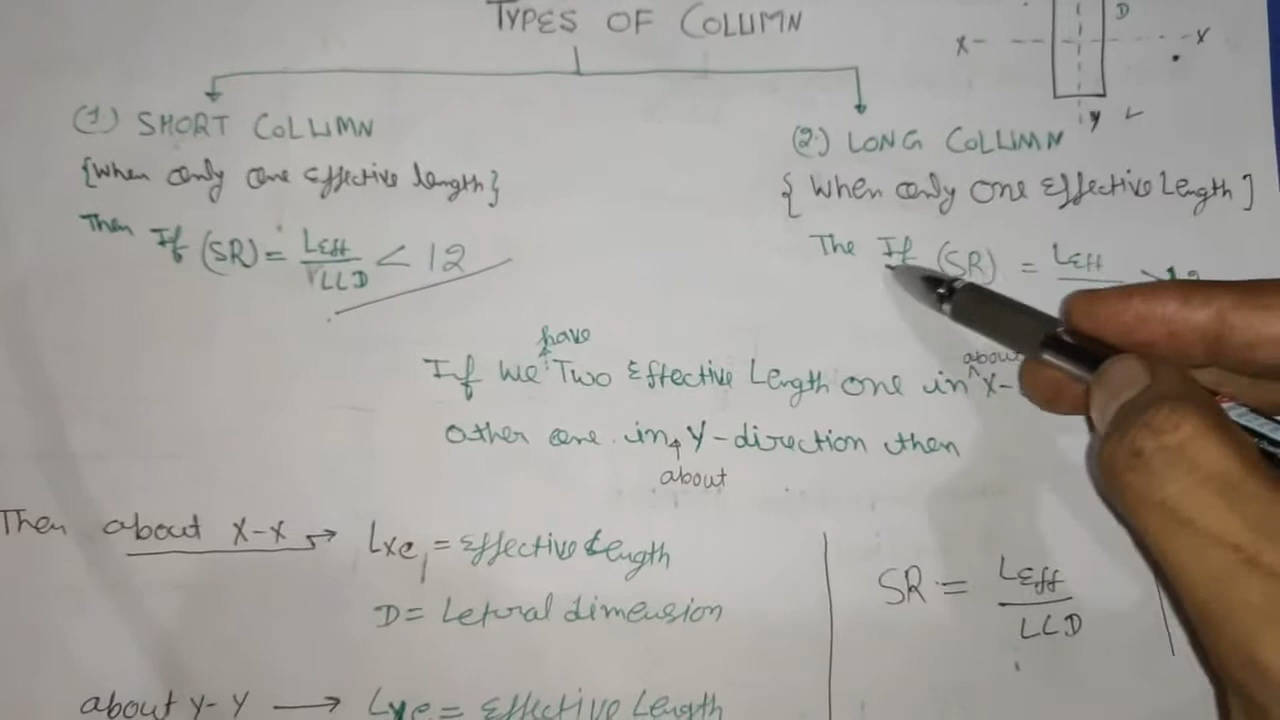 TYPES OF COLUMN
D
X - X
y
(1) SHORT COLUMN
(2.) LONG COLUMN
{When only one Effective length}
{ When only One Effective Length ]
Then If (SR) = LEff / LLD < 12
The If (SR) = LEff
have
If We Two Effective Length one in X-
about
other one in Y-direction then
about
Then about X-X → Lxe = Effective Length
D = Leteral dimension
SR = LEff / LLD
about Y-Y → Lye = Effective Length